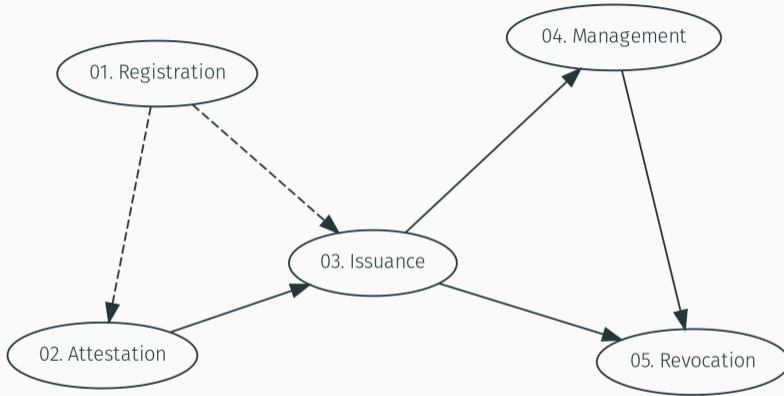 01. Registration
02. Attestation
03. Issuance
04. Management
05. Revocation